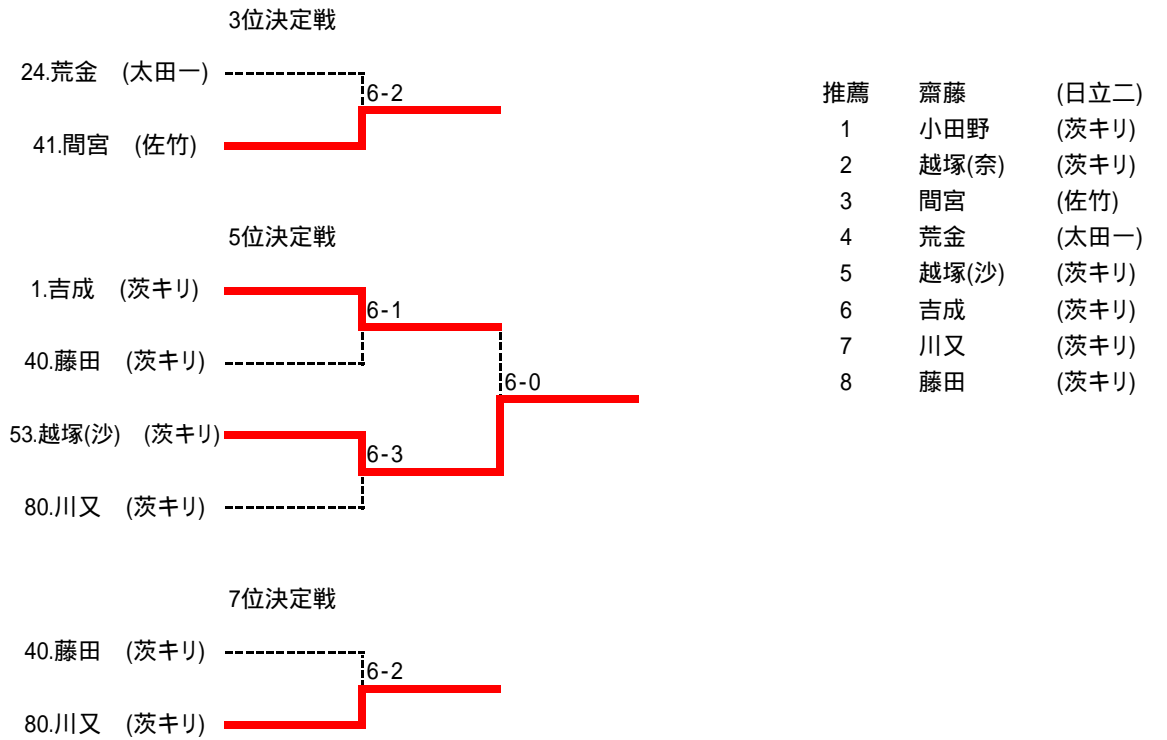 3位決定戦
24.荒金 (太田一)
6-2
41.間宮 (佐竹)
5位決定戦
1.吉成 (茨キリ)
6-1
40.藤田 (茨キリ)
6-0
53.越塚(沙) (茨キリ)
6-3
80.川又 (茨キリ)
7位決定戦
40.藤田 (茨キリ)
6-2
80.川又 (茨キリ)
推薦 齋藤 (日立二)
1 小田野 (茨キリ)
2 越塚(奈) (茨キリ)
3 間宮 (佐竹)
4 荒金 (太田一)
5 越塚(沙) (茨キリ)
6 吉成 (茨キリ)
7 川又 (茨キリ)
8 藤田 (茨キリ)